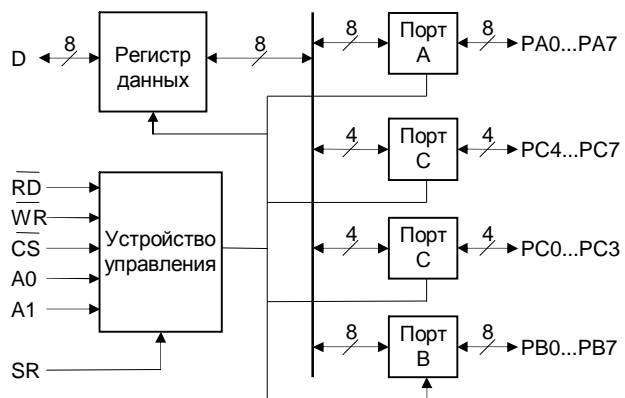 D
8
Регистр
данных
8
8
Порт
A
8
PA0...PA7
4
Порт
C
4
PC4...PC7
RD
WR
CS
A0
A1
SR
Устройство
управления
4
Порт
C
4
PC0...PC3
8
Порт
B
8
PB0...PB7